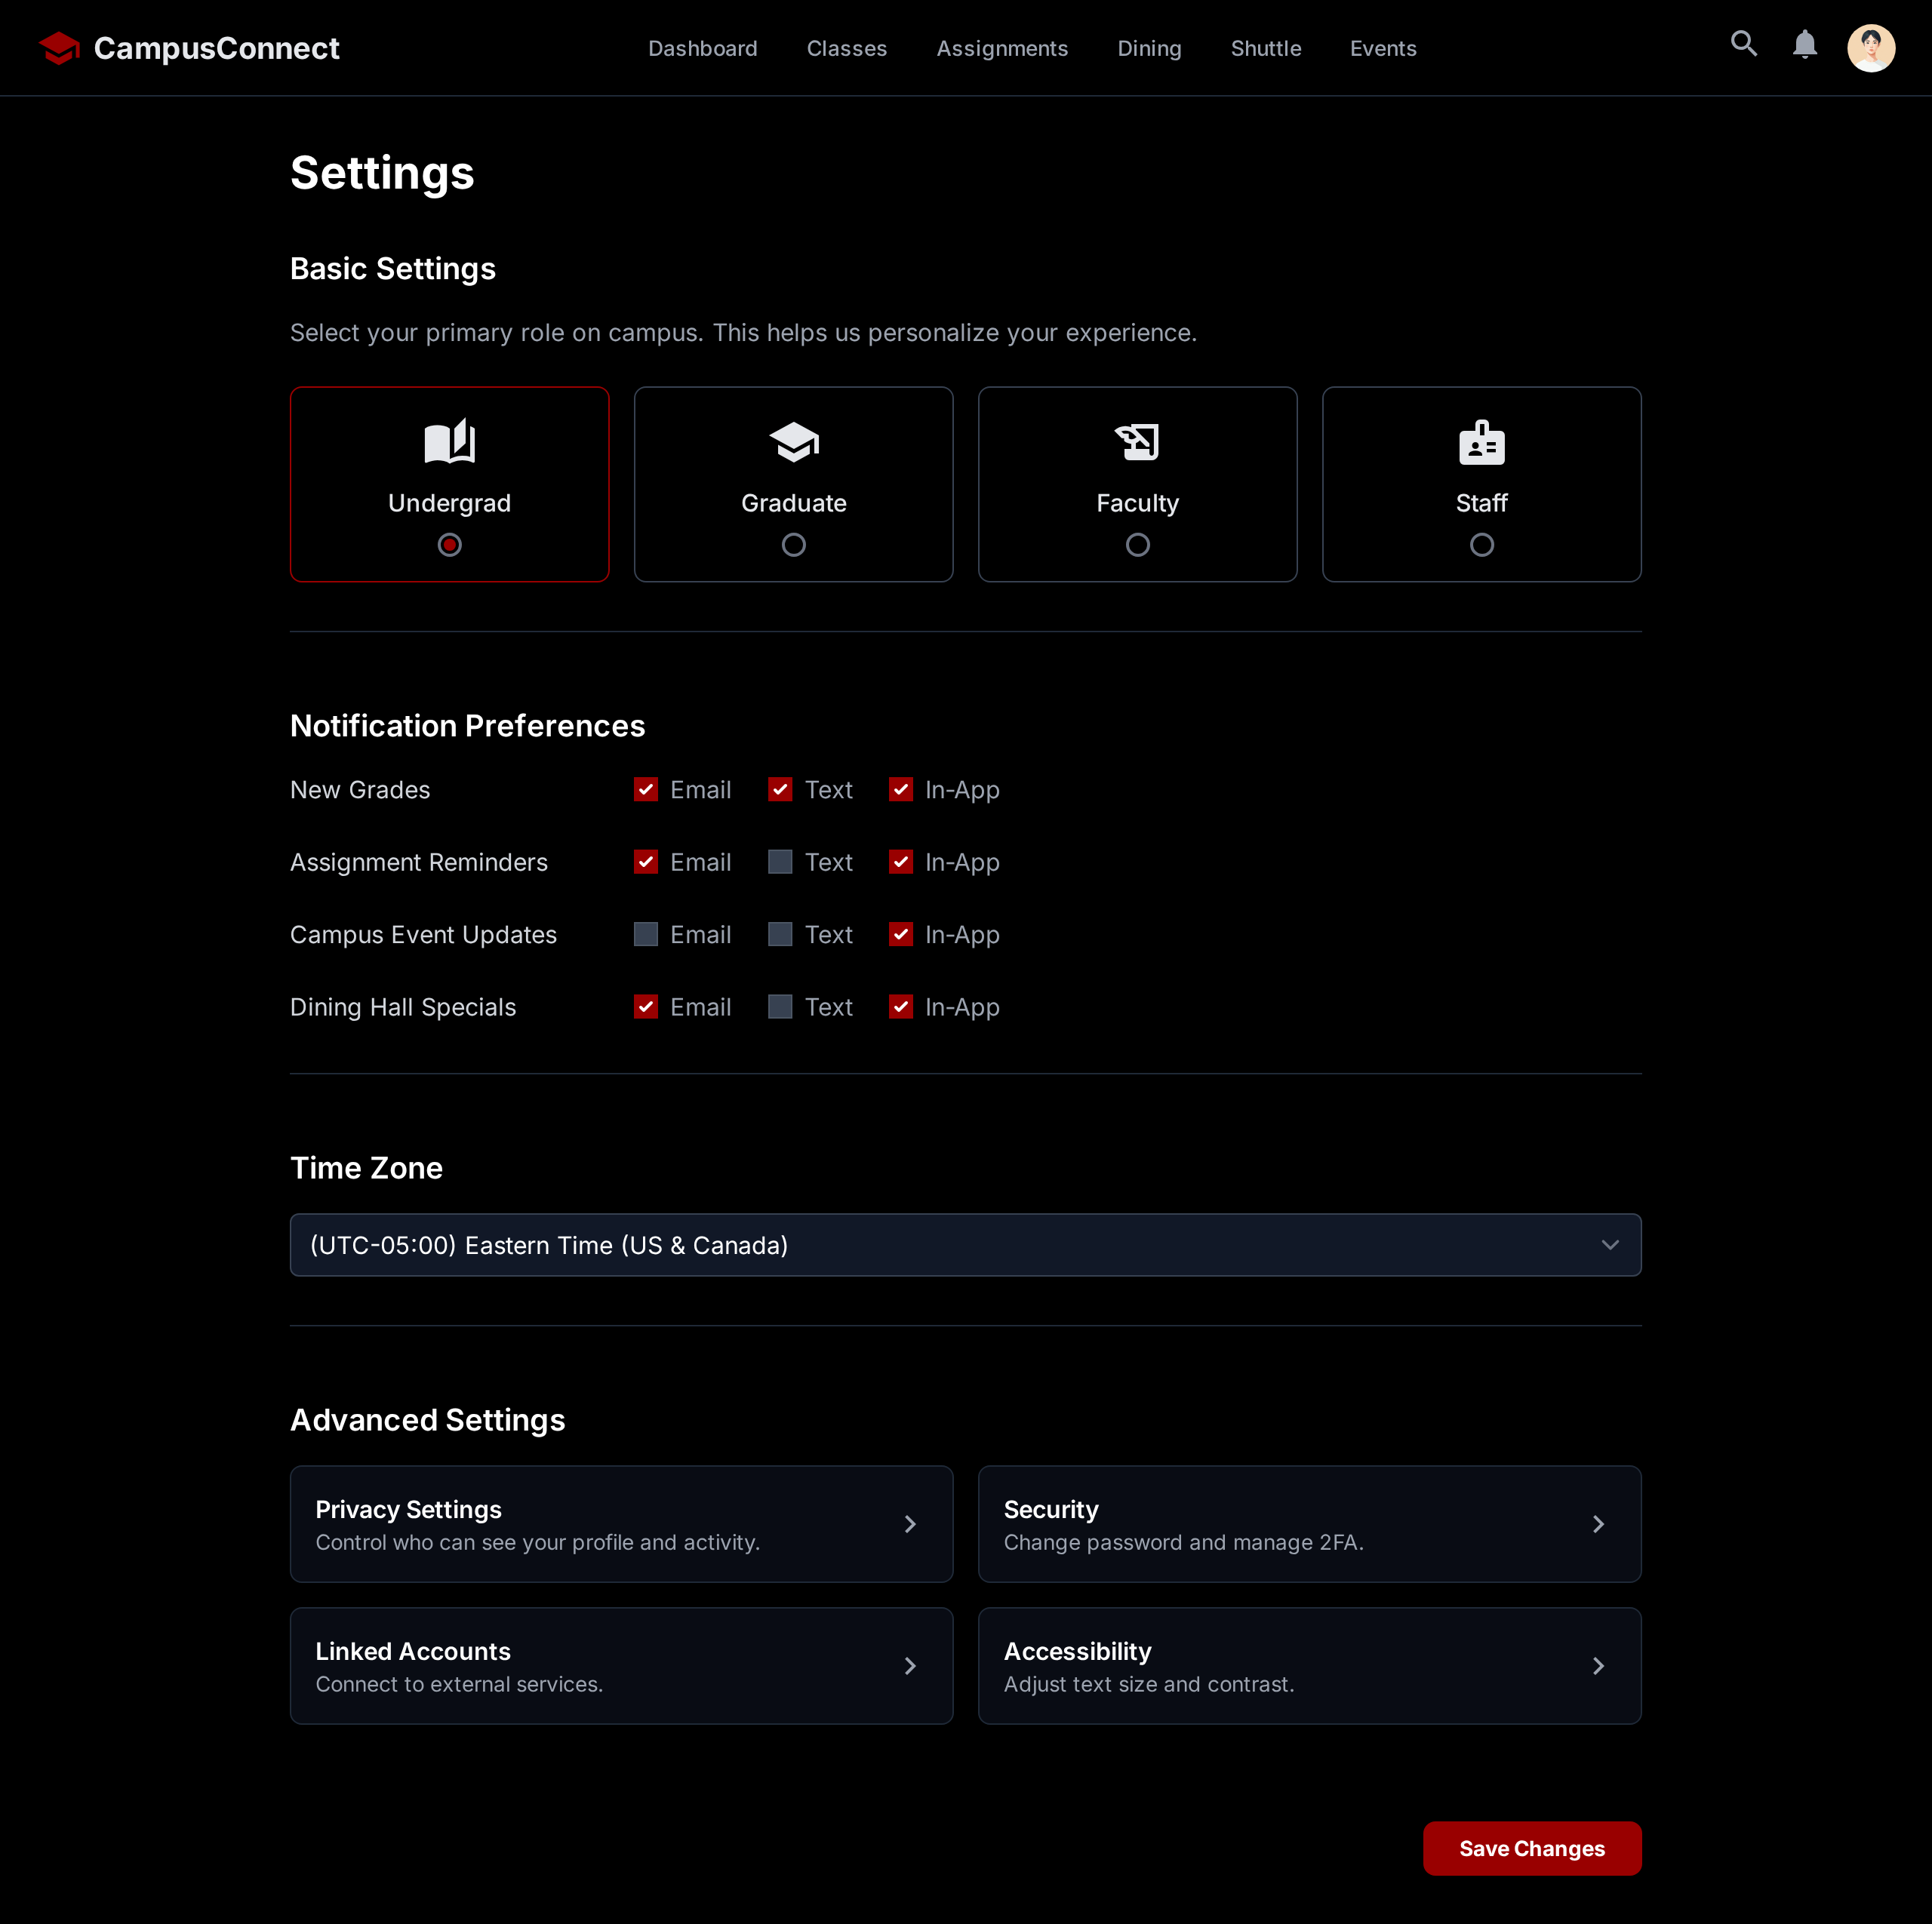 CampusConnect
Dashboard Classes Assignments Dining Shuttle Events
Settings
Basic Settings
Select your primary role on campus. This helps us personalize your experience.
Undergrad Graduate Faculty Staff
Notification Preferences
New Grades Email Text In-App
Assignment Reminders Email Text In-App
Campus Event Updates Email Text In-App
Dining Hall Specials Email Text In-App
Time Zone
(UTC-05:00) Eastern Time (US & Canada)
Advanced Settings
Privacy Settings
Control who can see your profile and activity.
Security
Change password and manage 2FA.
Linked Accounts
Connect to external services.
Accessibility
Adjust text size and contrast.
Save Changes